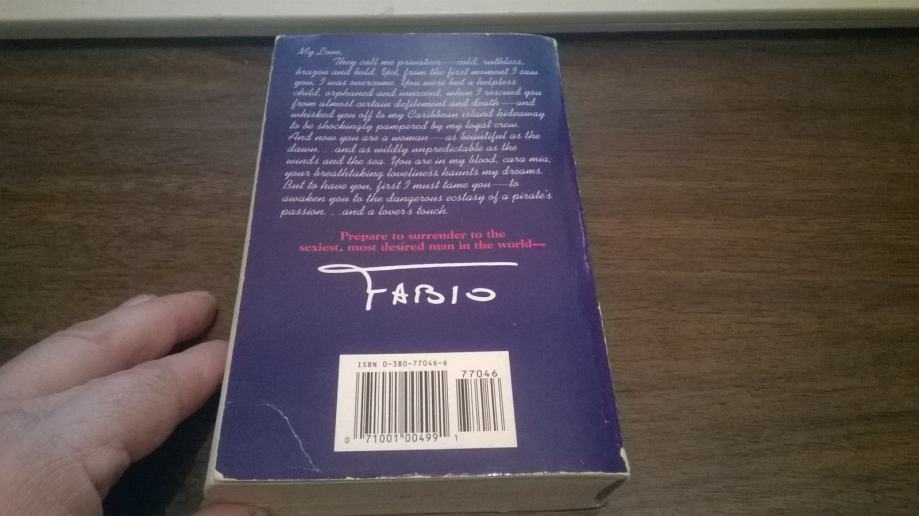 My Love,
They call me privateer—cold, ruthless,
brazen and bold. Yet, from the first moment I saw
you, I was overcome. You were but a helpless
child, orphaned and innocent, when I rescued you
from almost certain defilement and death—and
whisked you off to my Caribbean island hideaway
to be shockingly pampered by my loyal crew.
And now you are a woman—as beautiful as the
dawn. . .and as wildly unpredictable as the
winds and the sea. You are in my blood, cara mia;
your breathtaking loveliness haunts my dreams.
But to have you, first I must tame you—to
awaken you to the dangerous ecstasy of a pirate's
passion. . .and a lover's touch.
Prepare to surrender to the
sexiest, most desired man in the world—
FABIO
ISBN 0-380-77046-6
77046
0 71001 00499 1